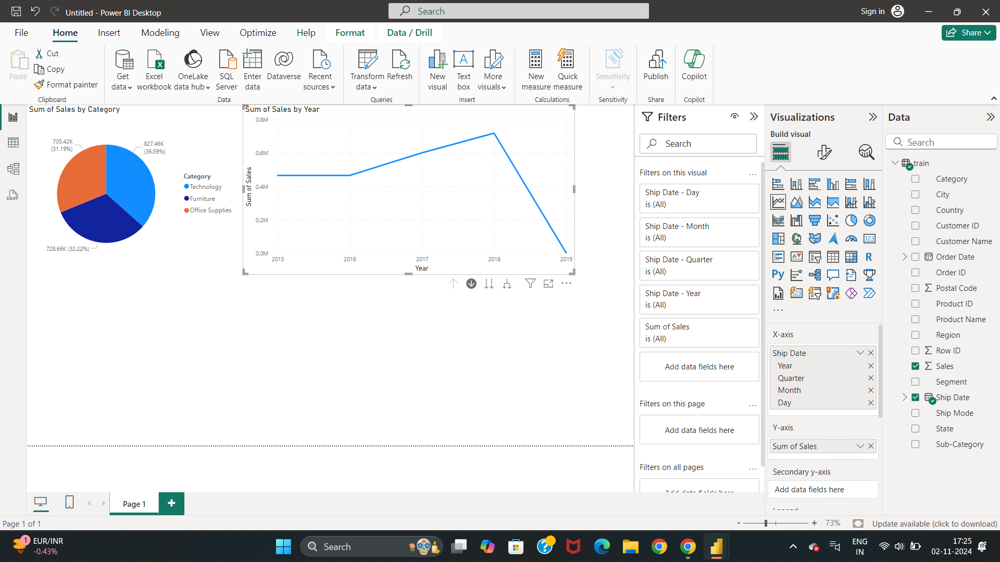 Untitled - Power BI Desktop
Search
Sign in
File
Home
Insert
Modeling
View
Optimize
Help
Format
Data / Drill
Share
Paste
Cut
Copy
Format painter
Clipboard
Get data
Excel workbook
OneLake data hub
SQL Server
Enter data
Dataverse
Recent sources
Data
Transform data
Refresh
Queries
New visual
Text box
More visuals
Insert
New measure
Quick measure
Calculations
Sensitivity
Sensitivity
Publish
Share
Copilot
Copilot
Sum of Sales by Category
705.42K
(31.19%)
827.46K
(36.59%)
728.66K (32.22%)
Category
Technology
Furniture
Office Supplies
Sum of Sales by Year
0.8M
0.6M
0.4M
0.2M
0.0M
Sum of Sales
2015
2016
2017
2018
2019
Year
Filters
Search
Filters on this visual
Ship Date - Day
is (All)
Ship Date - Month
is (All)
Ship Date - Quarter
is (All)
Ship Date - Year
is (All)
Sum of Sales
is (All)
Add data fields here
Filters on this page
Add data fields here
Filters on all pages
Visualizations
Build visual
123
R
Py
123
X-axis
Ship Date
Year
Quarter
Month
Day
Y-axis
Sum of Sales
Secondary y-axis
Add data fields here
Data
Search
train
Category
City
Country
Customer ID
Customer Name
Order Date
Order ID
Postal Code
Product ID
Product Name
Region
Row ID
Sales
Segment
Ship Date
Ship Mode
State
Sub-Category
DAX
Page 1
Page 1 of 1
- + 73%
Update available (click to download)
1
EUR/INR
-0.43%
Search
ENG
IN
17:25
02-11-2024